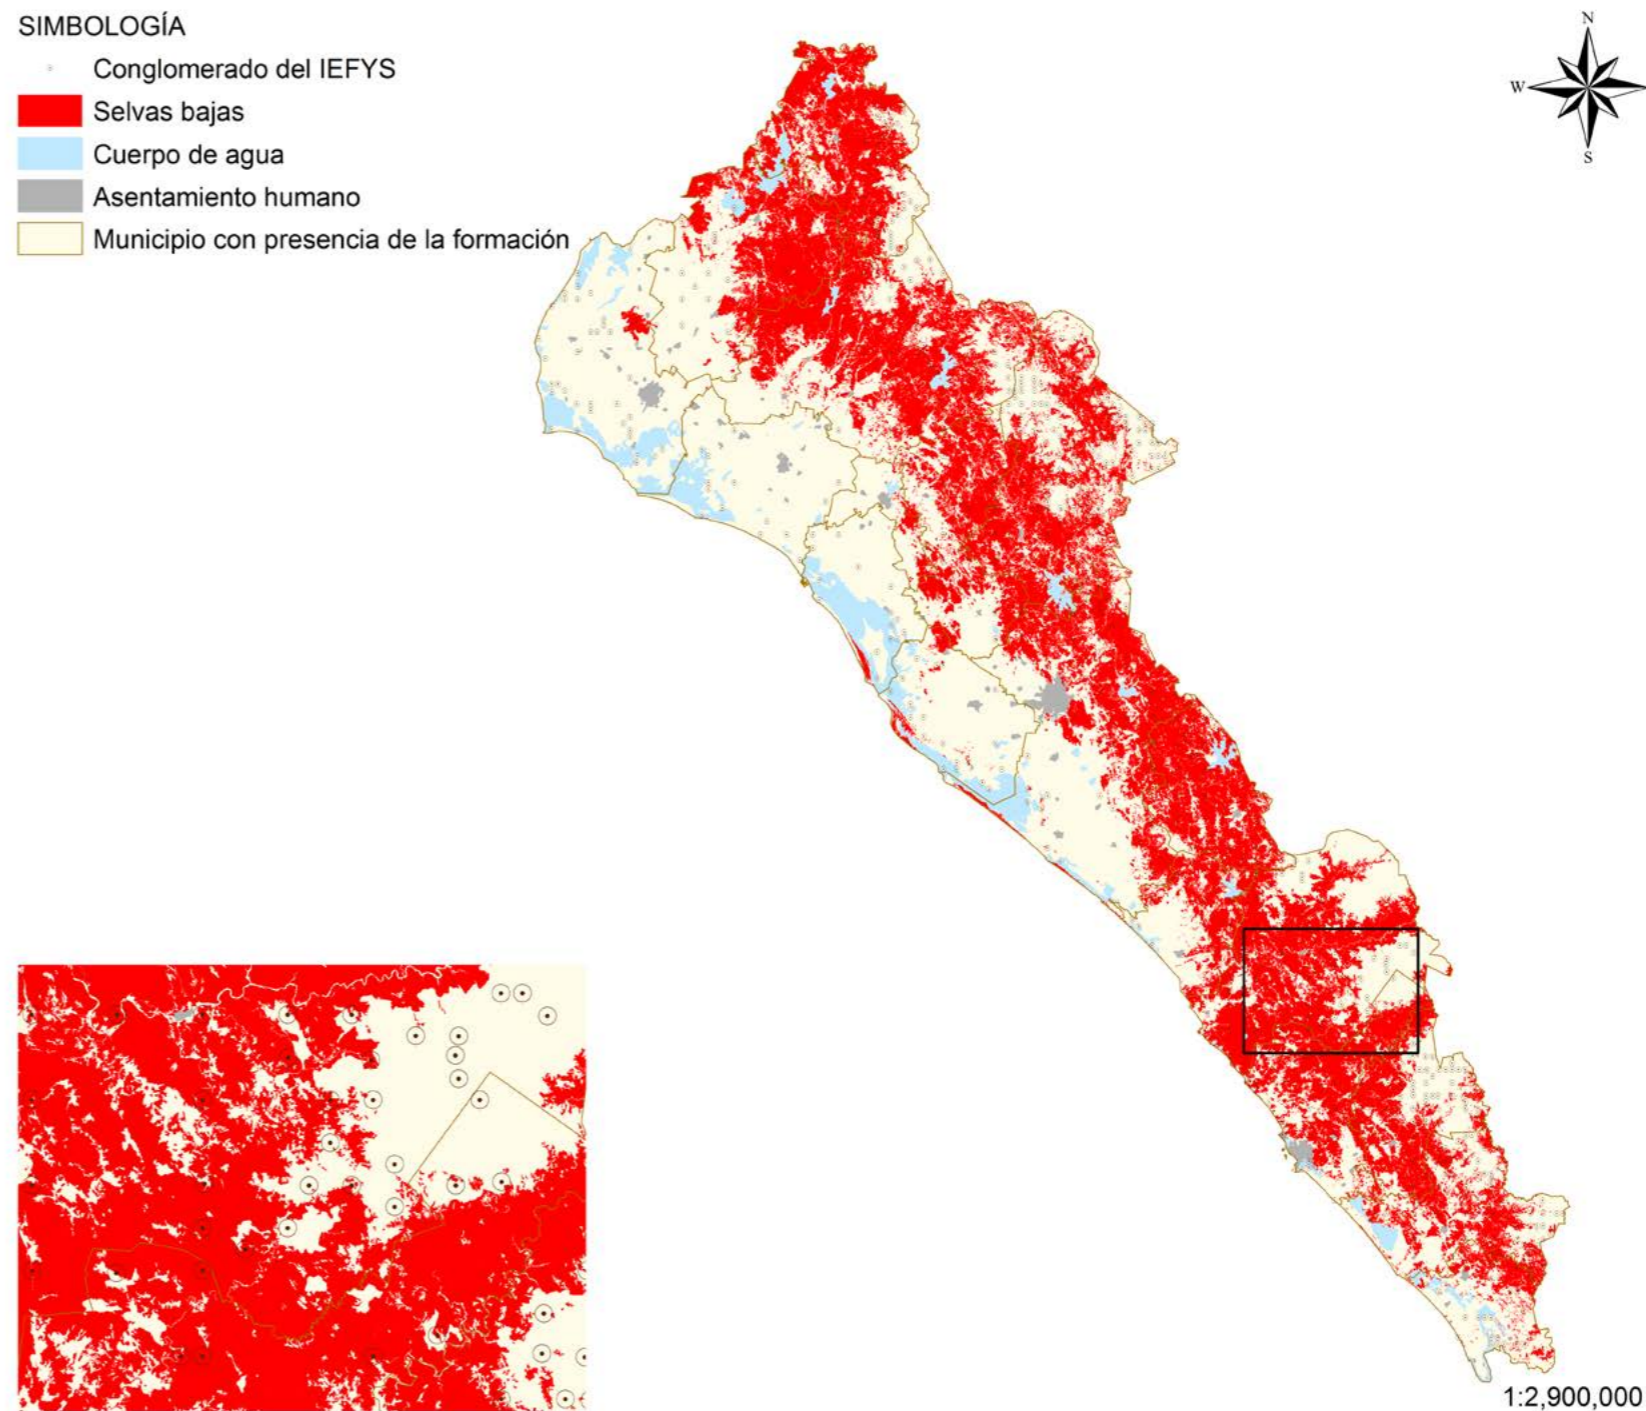 SIMBOLOGÍA
Conglomerado del IEFYS
Selvas bajas
Cuerpo de agua
Asentamiento humano
Municipio con presencia de la formación
N
W
S
1:2,900,000